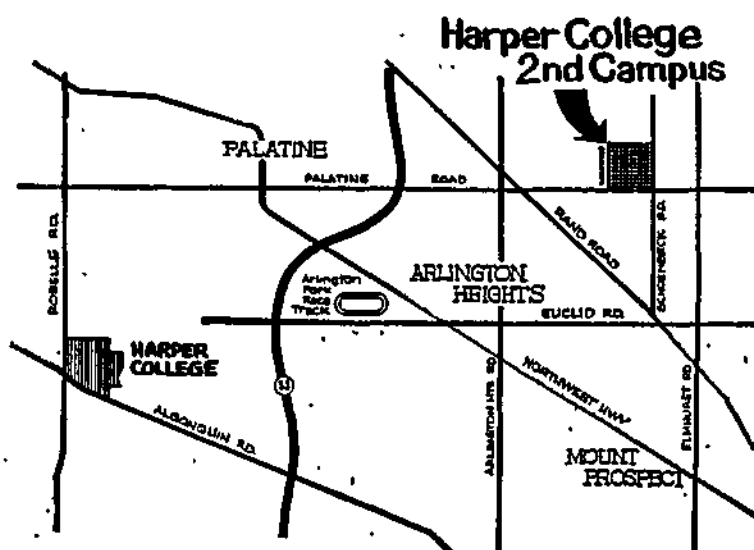 Harper College
2nd Campus
PALATINE
PALATINE ROAD
ROSELLE RD.
RAND ROAD
SCHOENBECK RD.
ARLINGTON
HEIGHTS
Arlington
Park
Race
Track
EUCLID RD.
HARPER
COLLEGE
53
NORTHWEST HWY
ARLINGTON HTS RD
ELMHURST RD
ALGONQUIN RD.
MOUNT
PROSPECT